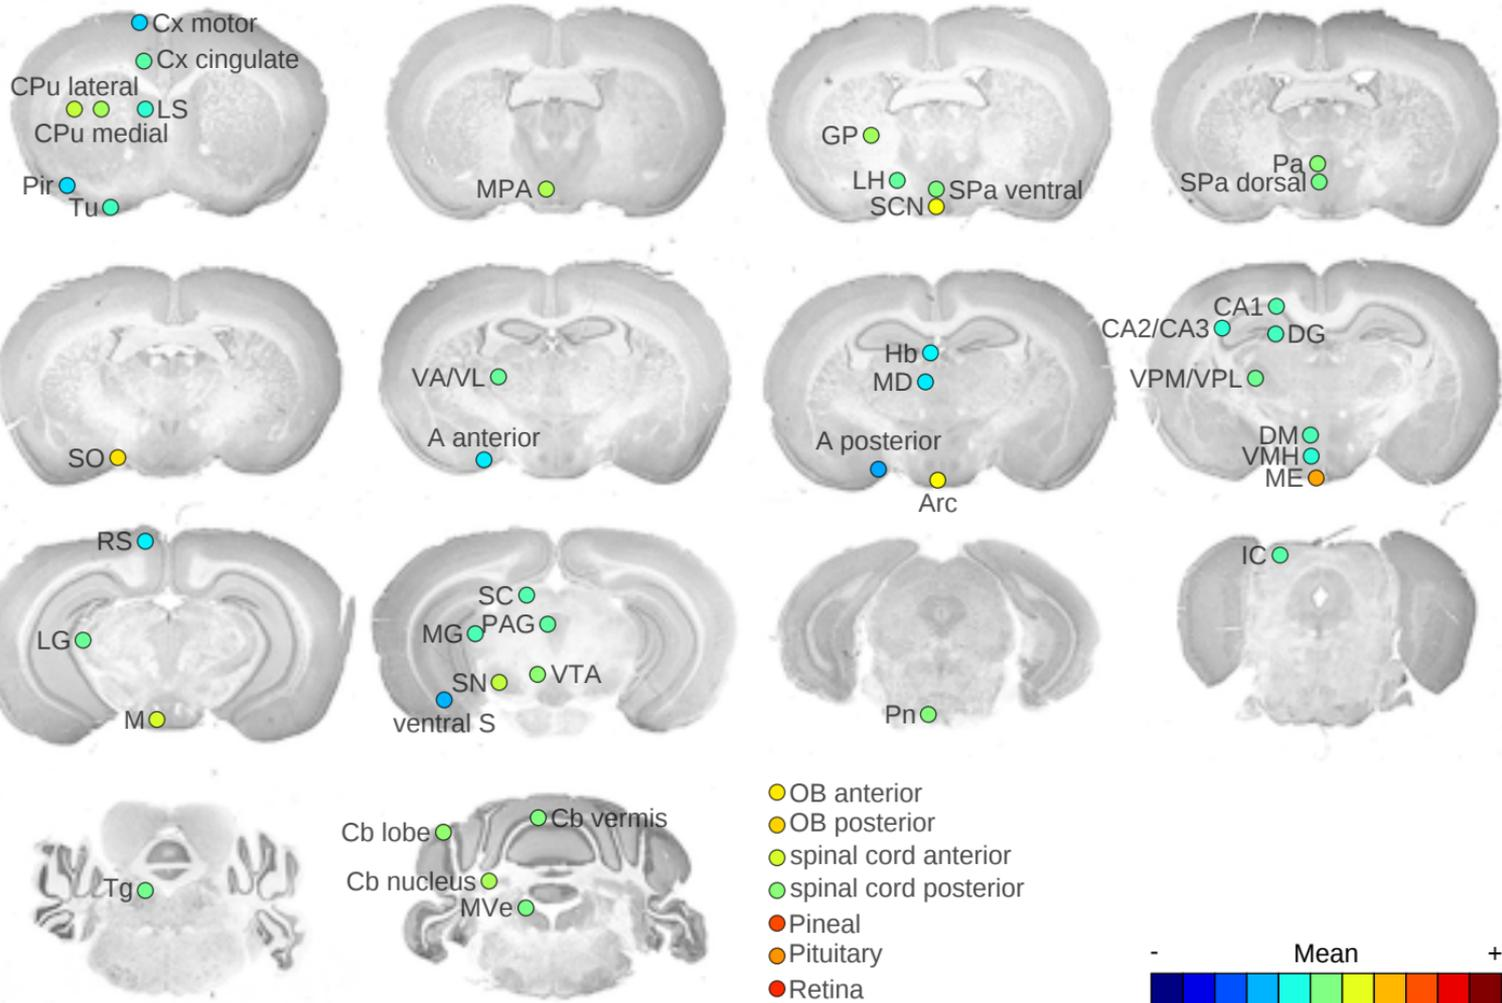 Cx motor
Cx cingulate
CPu lateral
LS
CPu medial
Pir
Tu
MPA
GP
LH
SPa ventral
SCN
Pa
SPa dorsal
SO
VA/VL
A anterior
Hb
MD
A posterior
Arc
CA1
CA2/CA3
DG
VPM/VPL
DM
VMH
ME
RS
LG
M
SC
PAG
MG
VTA
SN
ventral S
Pn
IC
Tg
Cb lobe
Cb vermis
Cb nucleus
MVe
OB anterior
OB posterior
spinal cord anterior
spinal cord posterior
Pineal
Pituitary
Retina
- Mean +